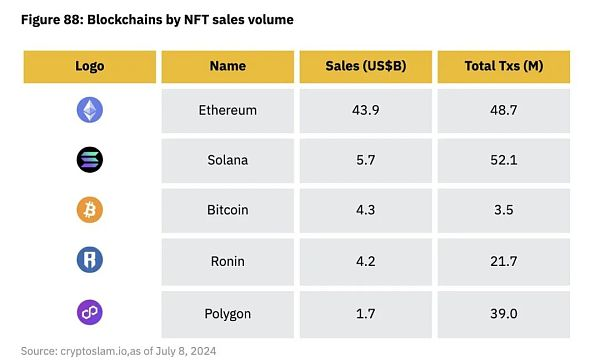 Figure 88: Blockchains by NFT sales volume
Logo Name Sales (US$B) Total Txs (M)
Ethereum 43.9 48.7
Solana 5.7 52.1
Bitcoin 4.3 3.5
Ronin 4.2 21.7
Polygon 1.7 39.0
Source: cryptoslam.io,as of July 8, 2024